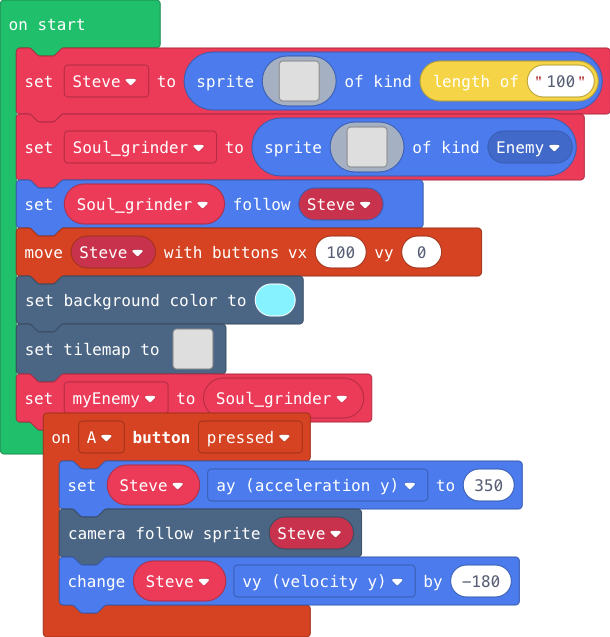 on start
set Steve to sprite of kind length of "100"
set Soul_grinder to sprite of kind Enemy
set Soul_grinder follow Steve
move Steve with buttons vx 100 vy 0
set background color to
set tilemap to
set myEnemy to Soul_grinder
on A button pressed
set Steve ay (acceleration y) to 350
camera follow sprite Steve
change Steve vy (velocity y) by -180